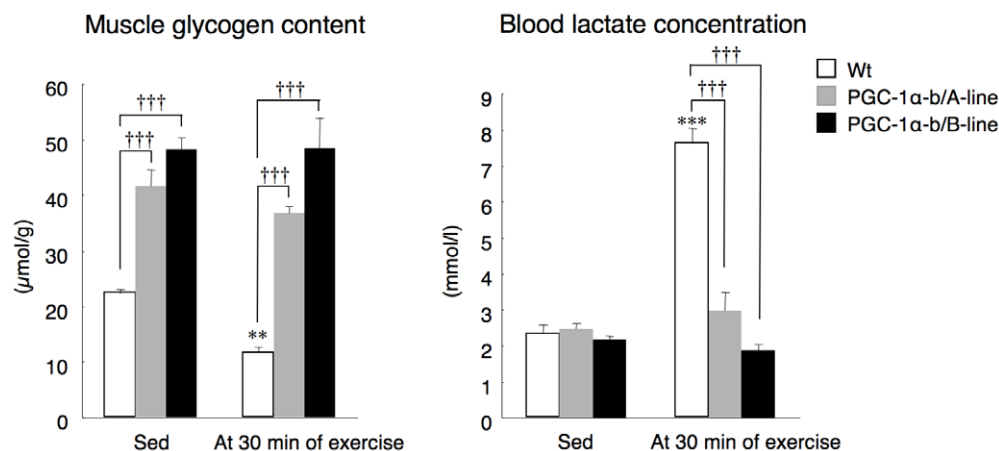 Muscle glycogen content
Blood lactate concentration
Wt
PGC-1α-b/A-line
PGC-1α-b/B-line
(µmol/g)
60
50
40
30
20
10
0
†††
†††
†††
†††
**
Sed
At 30 min of exercise
(mmol/l)
9
8
7
6
5
4
3
2
1
0
†††
†††
***
Sed
At 30 min of exercise